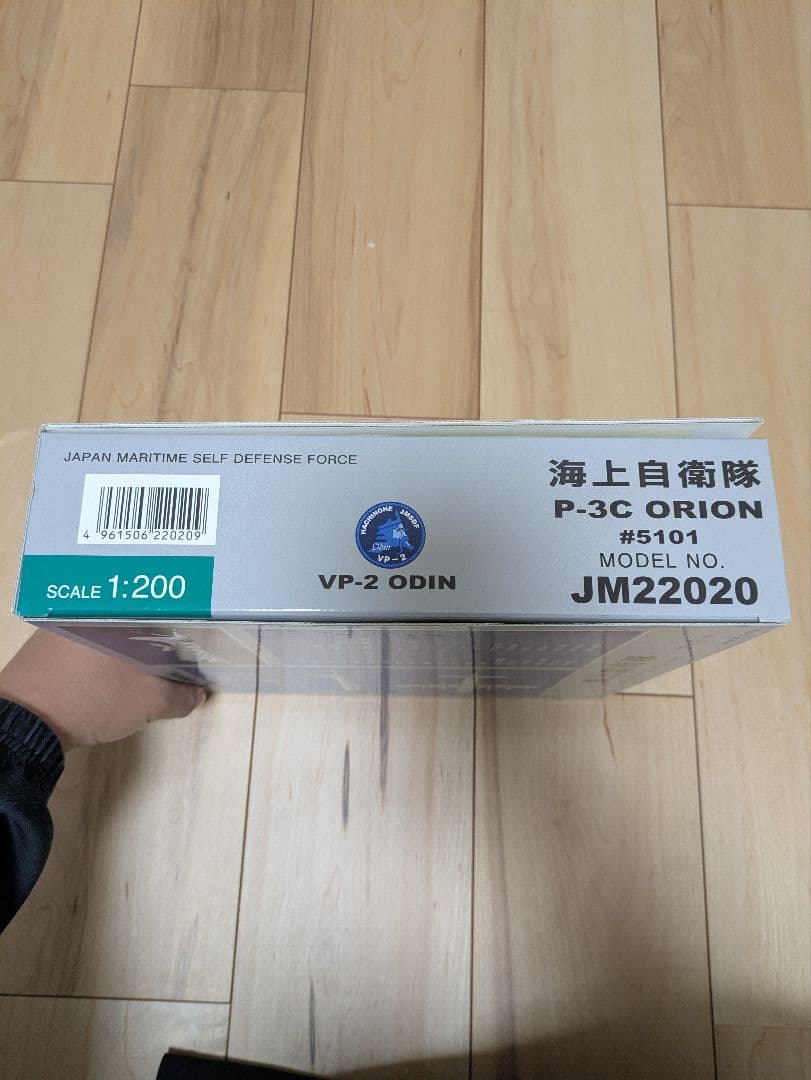 JAPAN MARITIME SELF DEFENSE FORCE
4 961506 220209
SCALE 1:200
HACHINOHE JMSDF
Odin
VP-2
VP-2 ODIN
海上自衛隊
P-3C ORION
#5101
MODEL NO.
JM22020